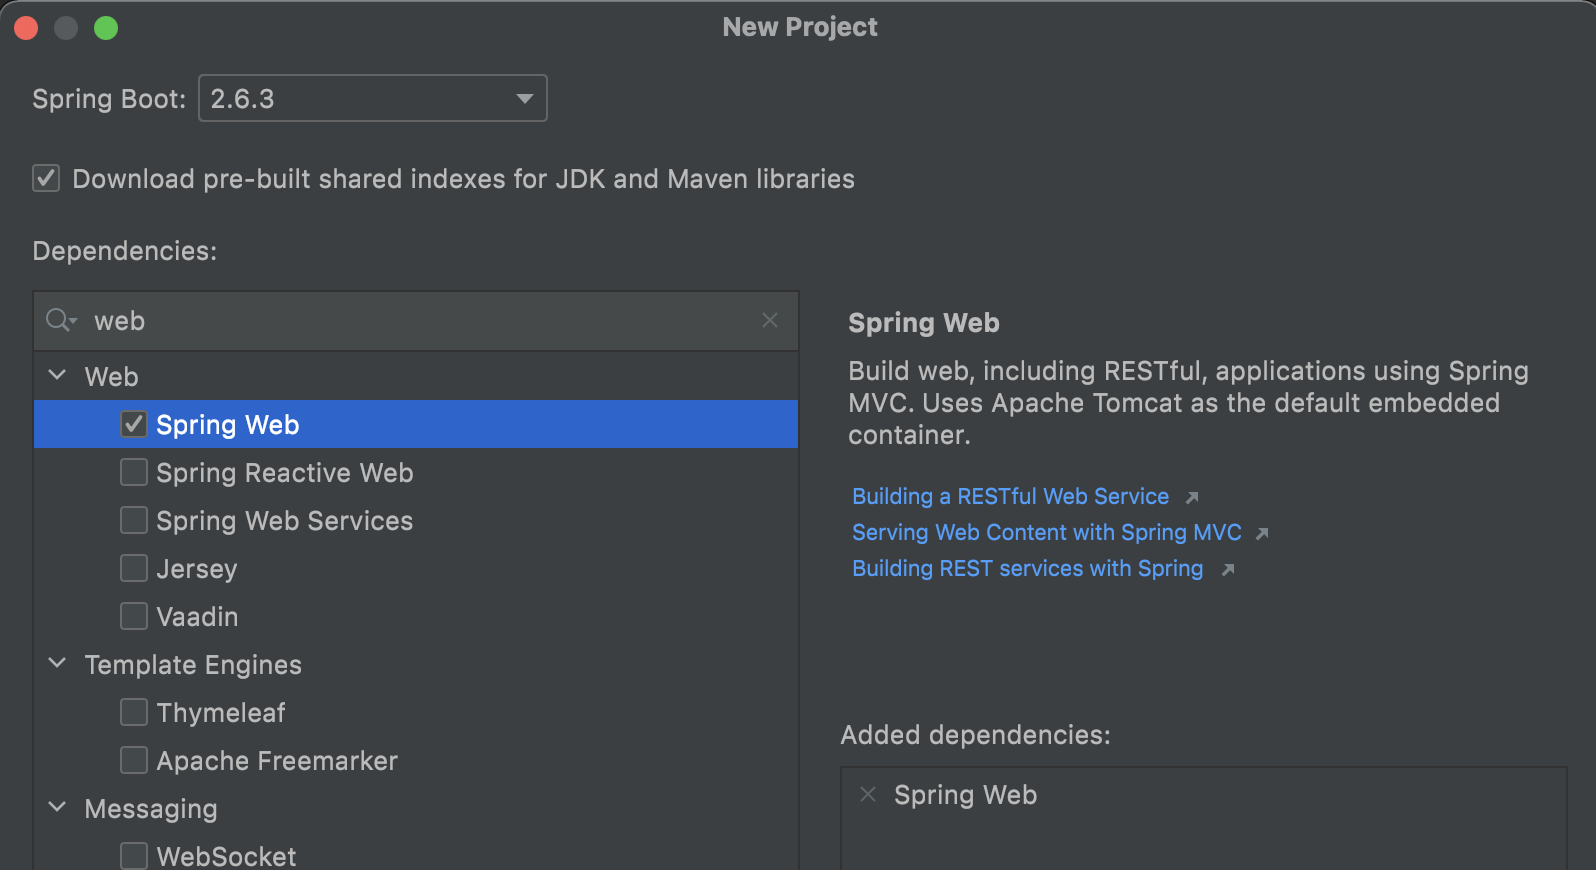 New Project
Spring Boot: 2.6.3
Download pre-built shared indexes for JDK and Maven libraries
Dependencies:
web
Web
Spring Web
Spring Reactive Web
Spring Web Services
Jersey
Vaadin
Template Engines
Thymeleaf
Apache Freemarker
Messaging
WebSocket
Spring Web
Build web, including RESTful, applications using Spring
MVC. Uses Apache Tomcat as the default embedded
container.
Building a RESTful Web Service
Serving Web Content with Spring MVC
Building REST services with Spring
Added dependencies:
Spring Web